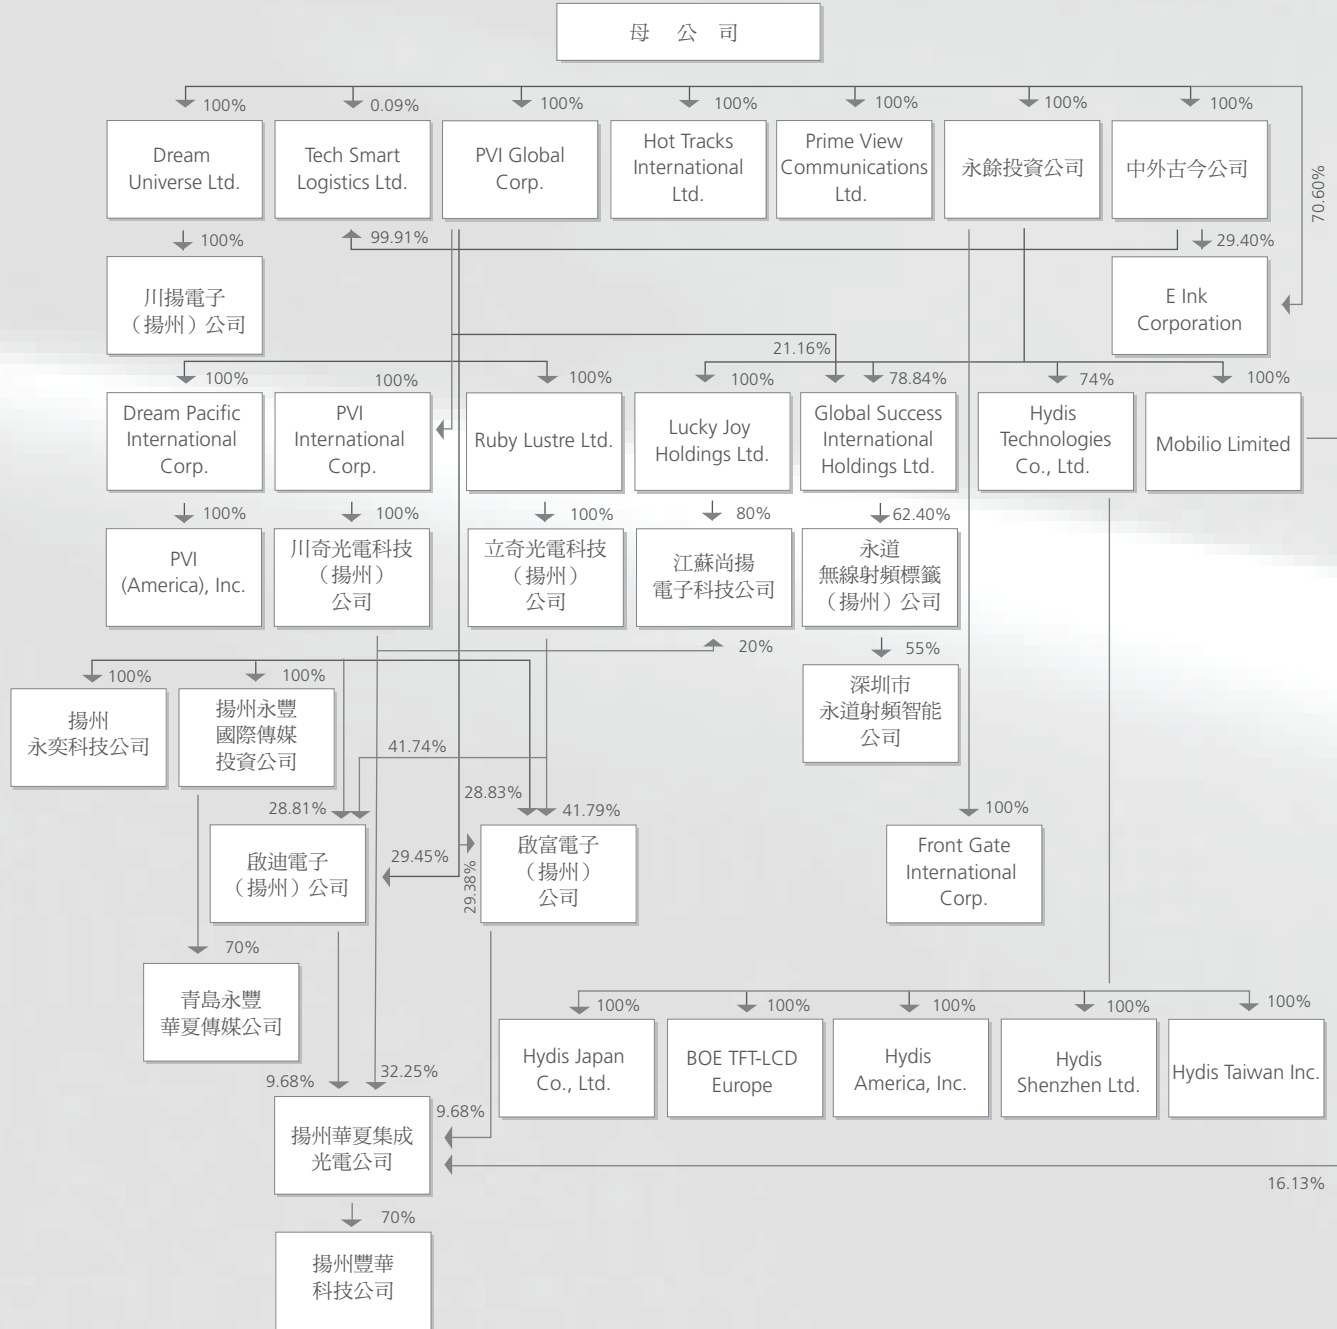 母 公 司
100%
0.09%
100%
100%
100%
100%
100%
70.60%
Dream
Universe Ltd.
Tech Smart
Logistics Ltd.
PVI Global
Corp.
Hot Tracks
International
Ltd.
Prime View
Communications
Ltd.
永餘投資公司
中外古今公司
100%
99.91%
29.40%
川揚電子
（揚州）公司
E Ink
Corporation
21.16%
100%
100%
100%
100%
78.84%
74%
100%
Dream Pacific
International
Corp.
PVI
International
Corp.
Ruby Lustre Ltd.
Lucky Joy
Holdings Ltd.
Global Success
International
Holdings Ltd.
Hydis
Technologies
Co., Ltd.
Mobilio Limited
100%
100%
100%
80%
62.40%
PVI
(America), Inc.
川奇光電科技
（揚州）
公司
立奇光電科技
（揚州）
公司
江蘇尚揚
電子科技公司
永道
無線射頻標籤
（揚州）公司
20%
55%
100%
100%
揚州
永奕科技公司
揚州永豐
國際傳媒
投資公司
深圳市
永道射頻智能
公司
41.74%
28.81%
28.83%
41.79%
100%
啟迪電子
（揚州）公司
29.45%
29.38%
啟富電子
（揚州）
公司
Front Gate
International
Corp.
70%
青島永豐
華夏傳媒公司
100%
100%
100%
100%
100%
Hydis Japan
Co., Ltd.
BOE TFT-LCD
Europe
Hydis
America, Inc.
Hydis
Shenzhen Ltd.
Hydis Taiwan Inc.
9.68%
32.25%
9.68%
揚州華夏集成
光電公司
16.13%
70%
揚州豐華
科技公司